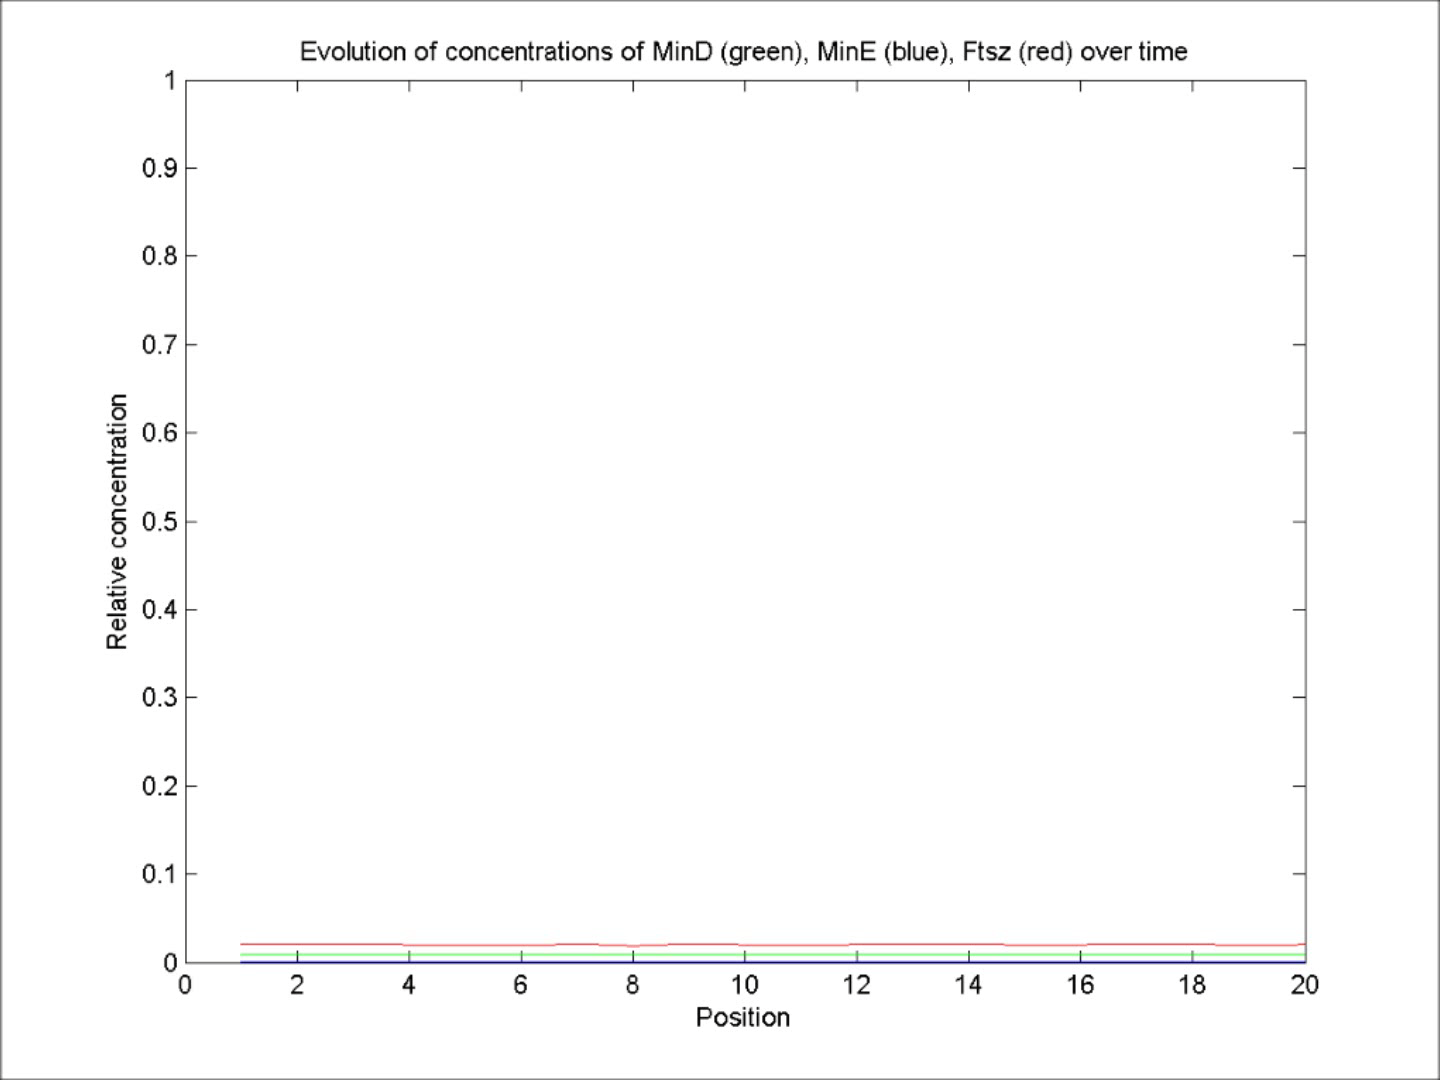 Evolution of concentrations of MinD (green), MinE (blue), Ftsz (red) over time
1
0.9
0.8
0.7
0.6
0.5
0.4
0.3
0.2
0.1
0
Relative concentration
0 2 4 6 8 10 12 14 16 18 20
Position